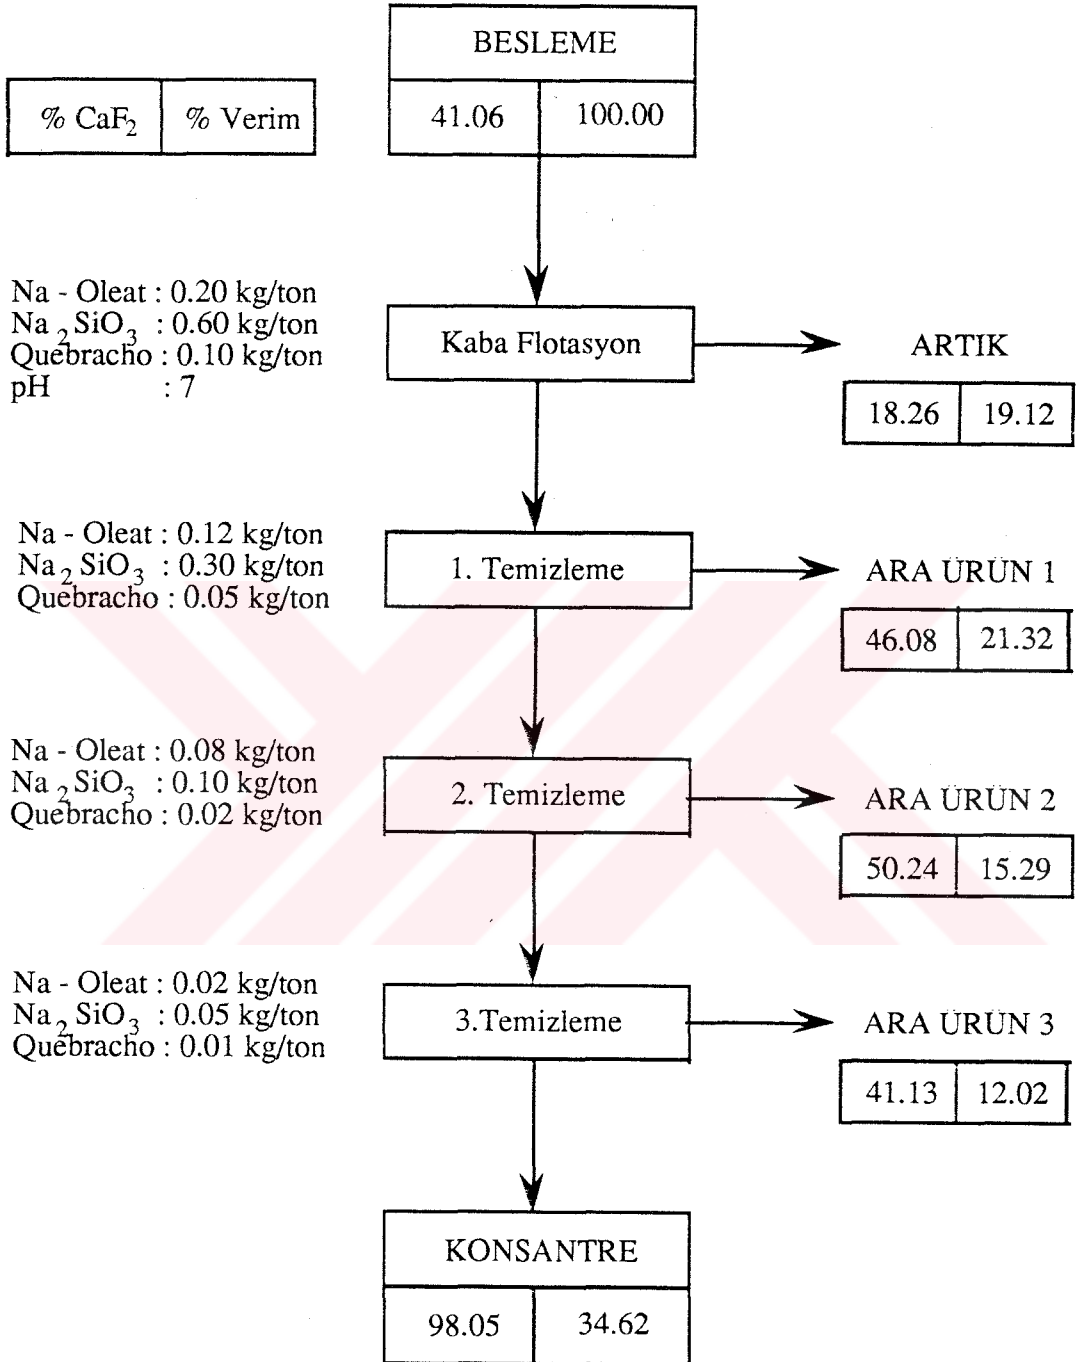 BESLEME
41.06 100.00
% CaF2 % Verim
Na - Oleat : 0.20 kg/ton
Na2SiO3 : 0.60 kg/ton
Quebracho : 0.10 kg/ton
pH : 7
Kaba Flotasyon
ARTIK
18.26 19.12
Na - Oleat : 0.12 kg/ton
Na2SiO3 : 0.30 kg/ton
Quebracho : 0.05 kg/ton
1. Temizleme
ARA ÜRÜN 1
46.08 21.32
Na - Oleat : 0.08 kg/ton
Na2SiO3 : 0.10 kg/ton
Quebracho : 0.02 kg/ton
2. Temizleme
ARA ÜRÜN 2
50.24 15.29
Na - Oleat : 0.02 kg/ton
Na2SiO3 : 0.05 kg/ton
Quebracho : 0.01 kg/ton
3.Temizleme
ARA ÜRÜN 3
41.13 12.02
KONSANTRE
98.05 34.62